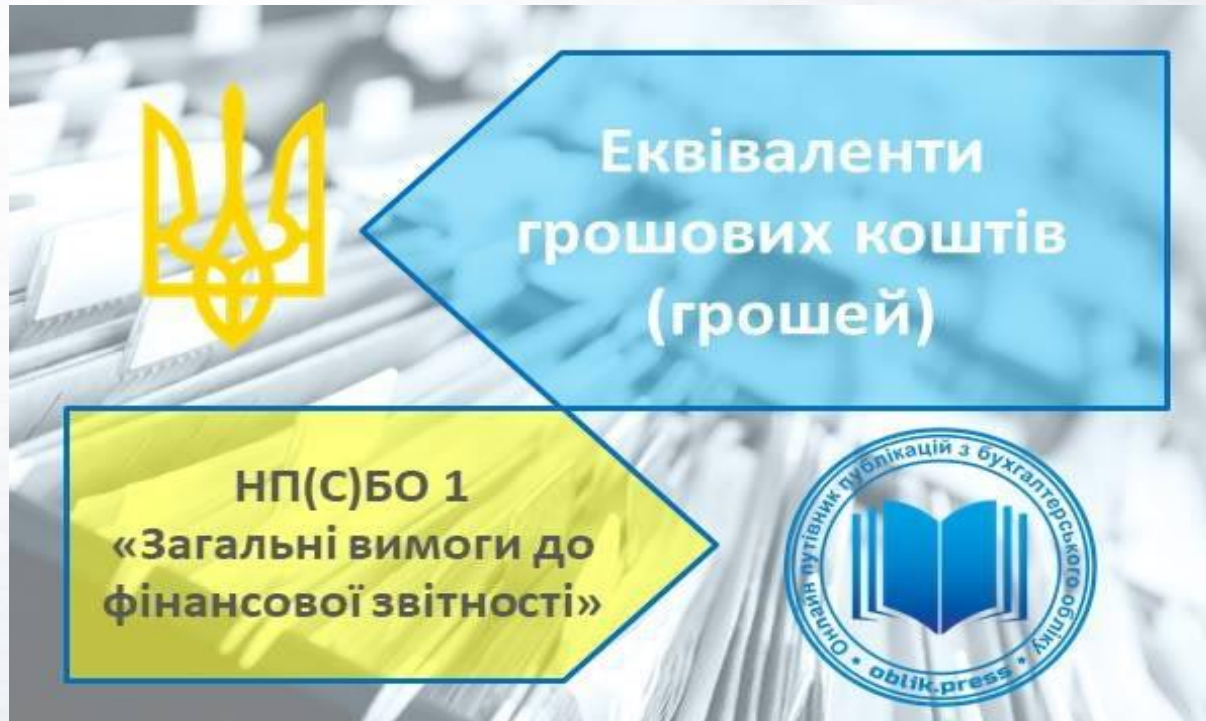 Еквіваленти
грошових коштів
(грошей)
НП(С)БО 1
«Загальні вимоги до
фінансової звітності»
Онлайн путівник публікацій з бухгалтерського обліку
oblik.press